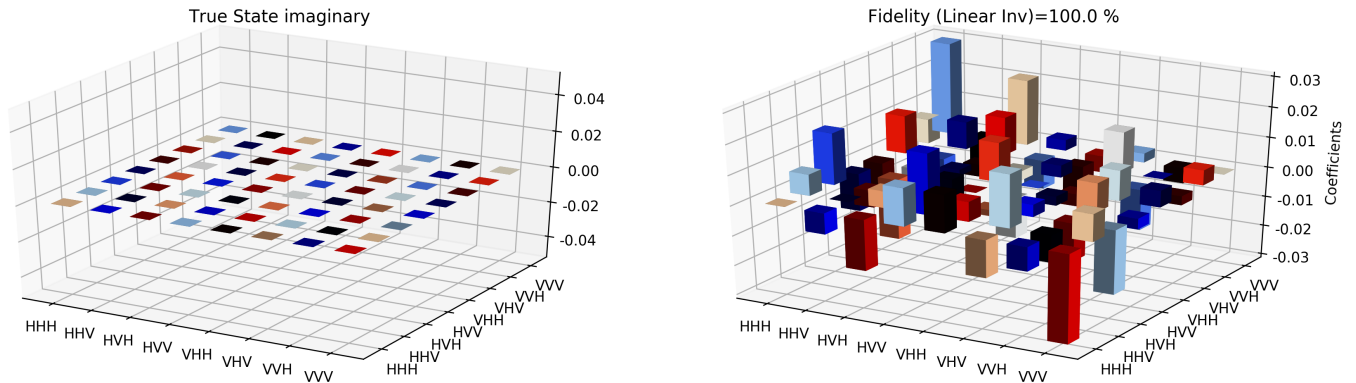 True State imaginary
0.04
0.02
0.00
-0.02
-0.04
HHH
HHV
HVH
HVV
VHH
VHV
VVH
VVV
HHH
HHV
HVH
HVV
VHH
VHV
VVH
VVV
Fidelity (Linear Inv)=100.0 %
0.03
0.02
0.01
0.00
-0.01
-0.02
-0.03
Coefficients
HHH
HHV
HVH
HVV
VHH
VHV
VVH
VVV
HHH
HHV
HVH
HVV
VHH
VHV
VVH
VVV